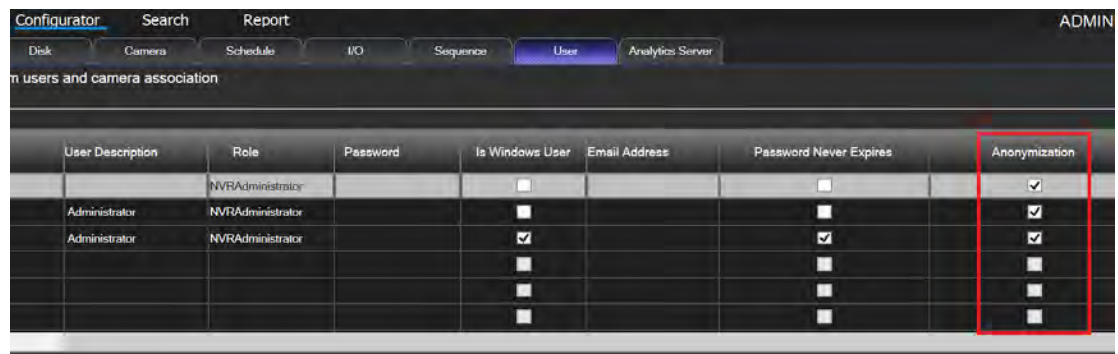 Configurator Search Report ADMIN
Disk Camera Schedule I/O Sequence User Analytics Server
m users and camera association
User Description Role Password Is Windows User Email Address Password Never Expires Anonymization
NVRAdministrator
Administrator NVRAdministrator
Administrator NVRAdministrator